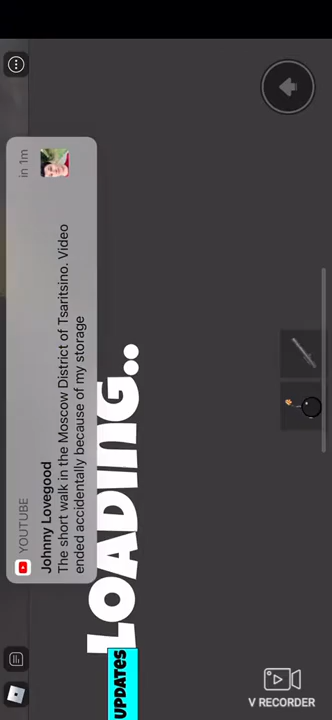 YOUTUBE
in 1m
Johnny Lovegood
The short walk in the Moscow District of Tsaritsino. Video
ended accidentally because of my storage
LOADING..
UPDATES
V RECORDER